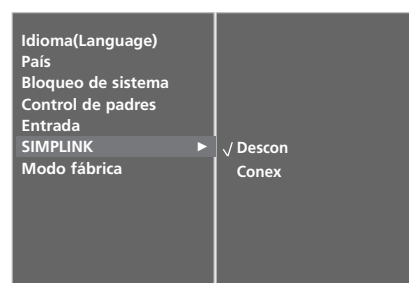 Idioma(Language)
País
Bloqueo de sistema
Control de padres
Entrada
SIMPLINK ►
Modo fábrica
√ Descon
Conex